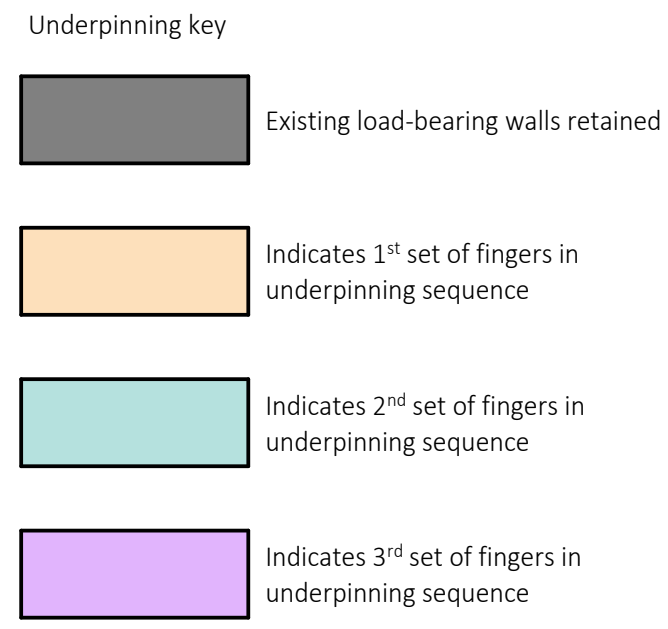 Underpinning key
Existing load-bearing walls retained
Indicates 1st set of fingers in
underpinning sequence
Indicates 2nd set of fingers in
underpinning sequence
Indicates 3rd set of fingers in
underpinning sequence